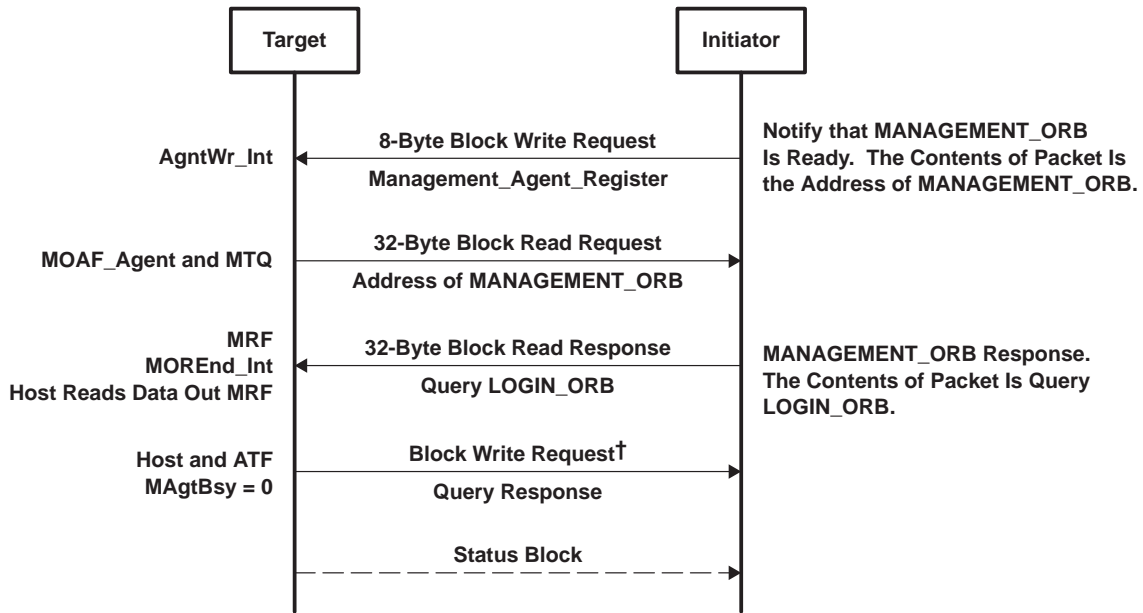 Target
Initiator
8-Byte Block Write Request
AgntWr_Int
Management_Agent_Register
Notify that MANAGEMENT_ORB
Is Ready. The Contents of Packet Is
the Address of MANAGEMENT_ORB.
32-Byte Block Read Request
MOAF_Agent and MTQ
Address of MANAGEMENT_ORB
MRF
MOREnd_Int
Host Reads Data Out MRF
32-Byte Block Read Response
Query LOGIN_ORB
MANAGEMENT_ORB Response.
The Contents of Packet Is Query
LOGIN_ORB.
Host and ATF
MAgtBsy = 0
Block Write Request†
Query Response
Status Block